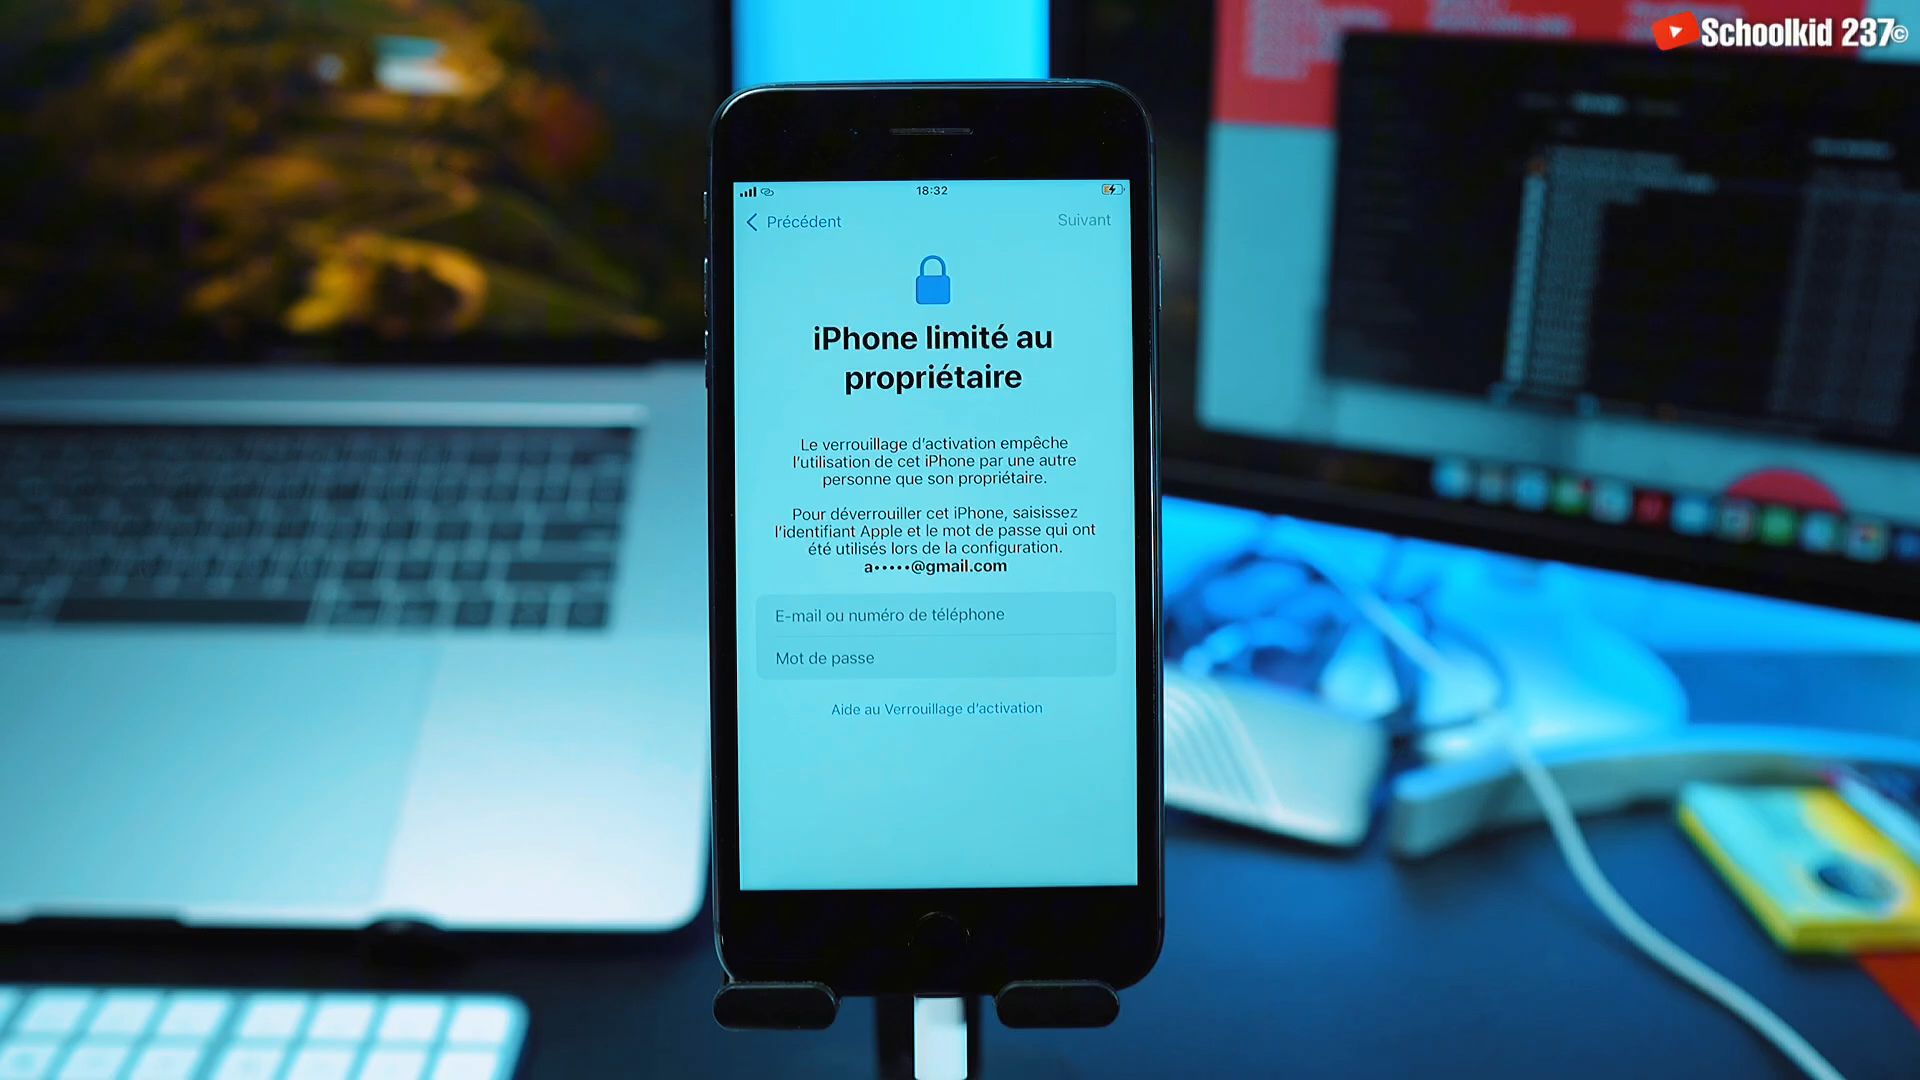 Schoolkid 237©
18:32
Précédent
Suivant
iPhone limité au
propriétaire
Le verrouillage d'activation empêche
l'utilisation de cet iPhone par une autre
personne que son propriétaire.
Pour déverrouiller cet iPhone, saisissez
l'identifiant Apple et le mot de passe qui ont
été utilisés lors de la configuration.
a•••••@gmail.com
E-mail ou numéro de téléphone
Mot de passe
Aide au Verrouillage d'activation